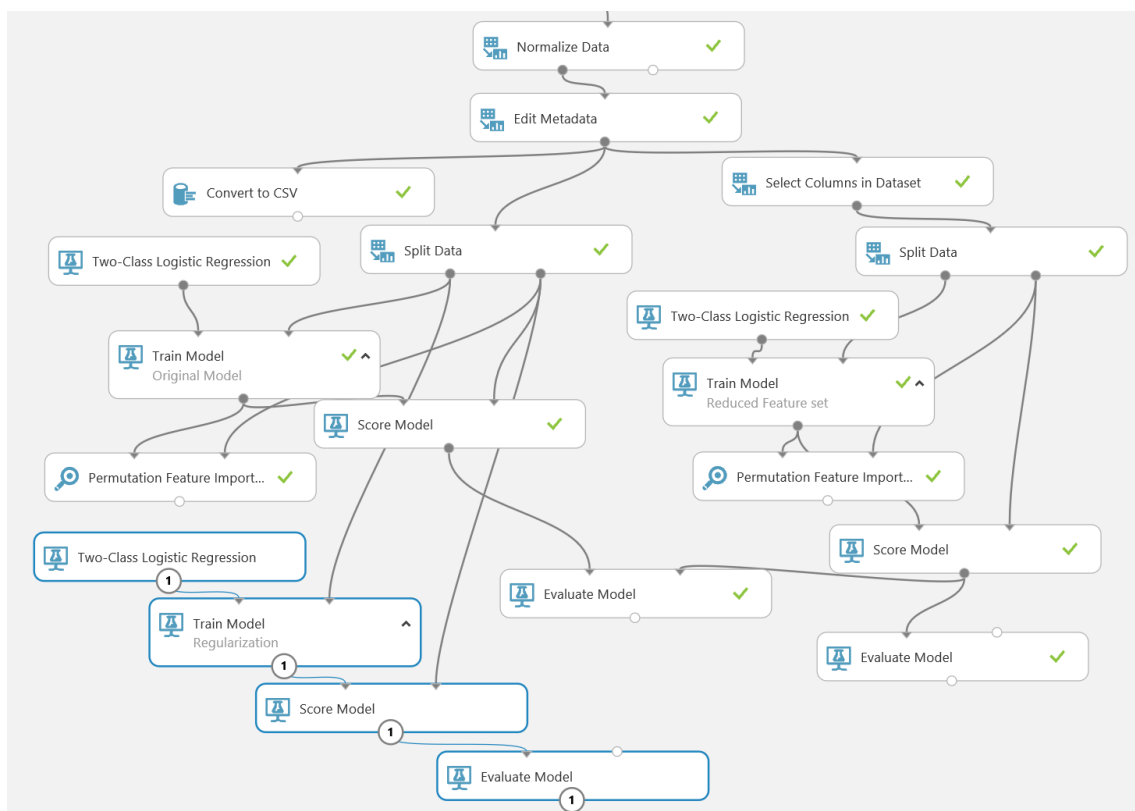 Normalize Data
Edit Metadata
Convert to CSV
Select Columns in Dataset
Two-Class Logistic Regression
Split Data
Split Data
Two-Class Logistic Regression
Train Model
Original Model
Train Model
Reduced Feature set
Score Model
Permutation Feature Import...
Permutation Feature Import...
Two-Class Logistic Regression
1
Score Model
Evaluate Model
Train Model
Regularization
1
Evaluate Model
Score Model
1
Evaluate Model
1